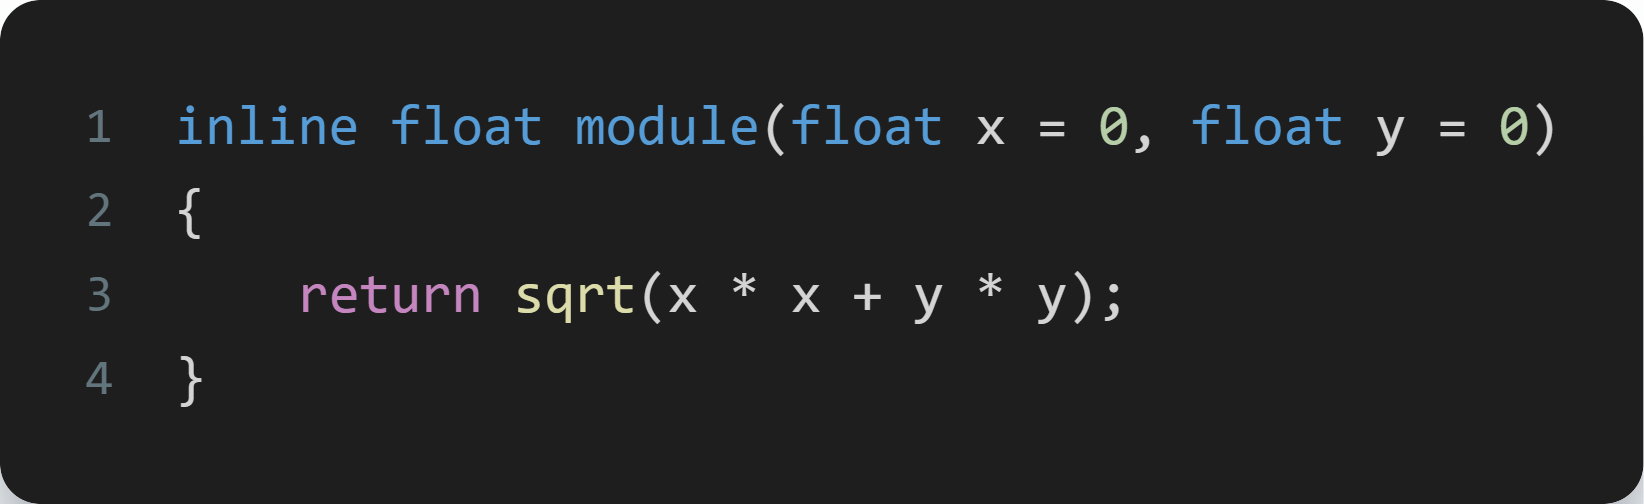 1 inline float module(float x = 0, float y = 0)
2 {
3     return sqrt(x * x + y * y);
4 }